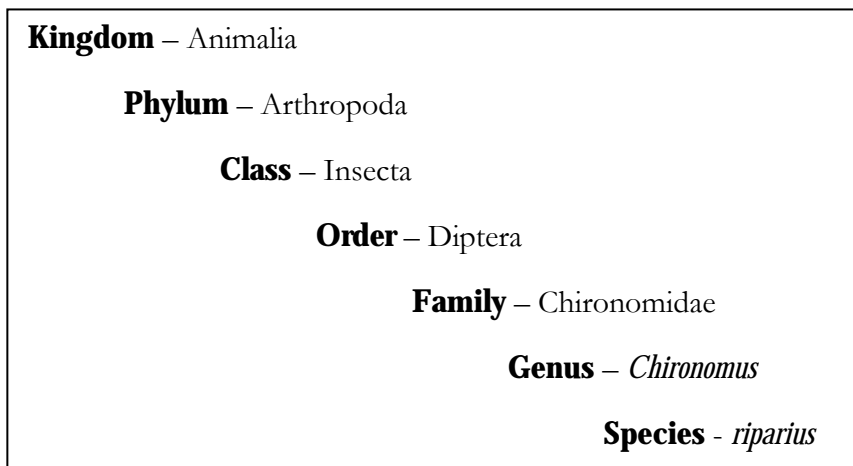 Kingdom – Animalia
Phylum – Arthropoda
Class – Insecta
Order – Diptera
Family – Chironomidae
Genus – Chironomus
Species - riparius